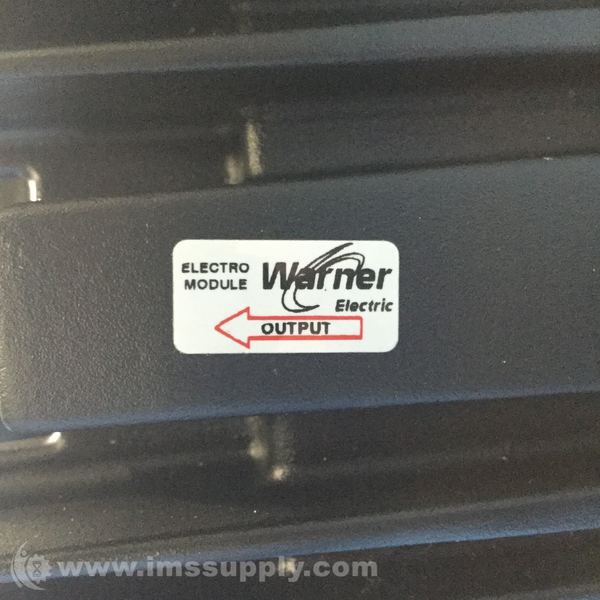 ELECTRO
MODULE
Warner
Electric
OUTPUT
www.imssupply.com